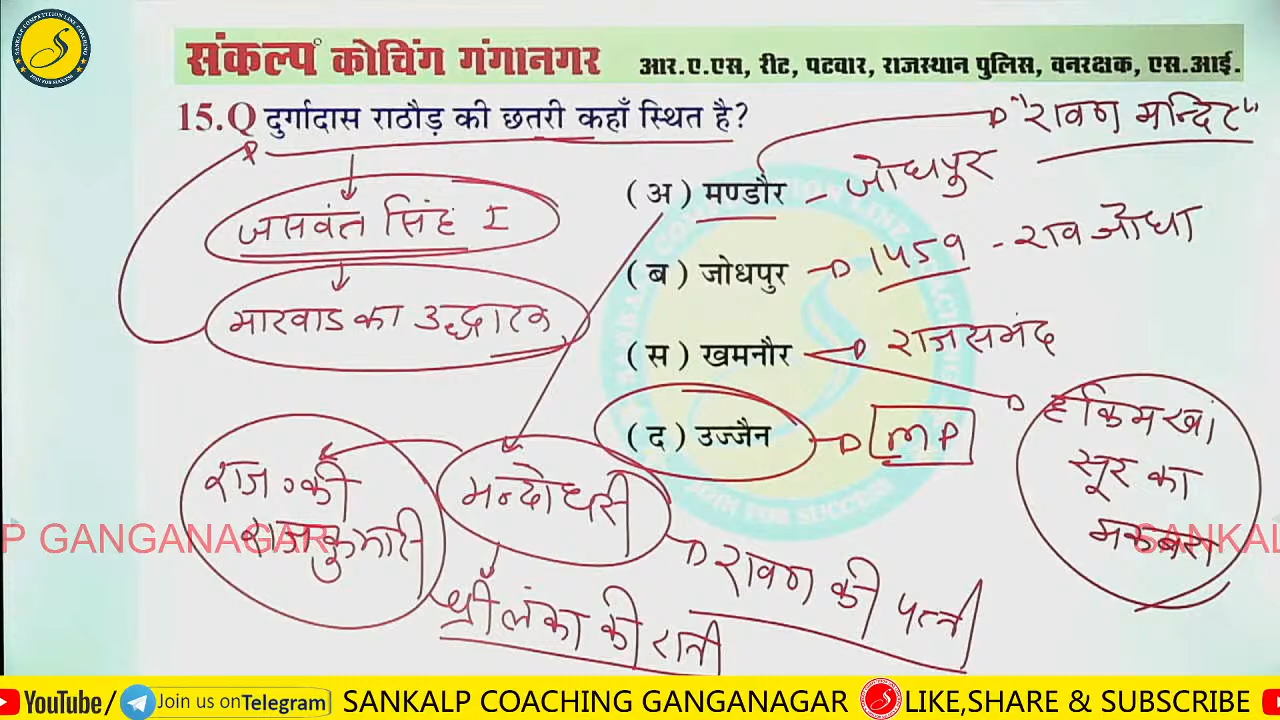 संकल्प कोचिंग गंगानगर
आर.ए.एस, रीट, पटवार, राजस्थान पुलिस, वनरक्षक, एस.आई.
15.Q दुर्गादास राठौड़ की छतरी कहाँ स्थित है?
"रावण मन्दिर"
जसवंत सिंह I
मारवाड का उद्धारक
(अ) मण्डौर - जोधपुर
(ब) जोधपुर 1459 - राव जोधा
(स) खमनौर राजसमंद
(द) उज्जैन MP
हकिम खां
सूर का
मकबरा
राज॰ की
राजकुमारी
मन्दोधरी
रावण की पत्नी
श्रीलंका की रानी
P GANGANAGAR
SANKAL
YouTube / Join us on Telegram SANKALP COACHING GANGANAGAR LIKE,SHARE & SUBSCRIBE